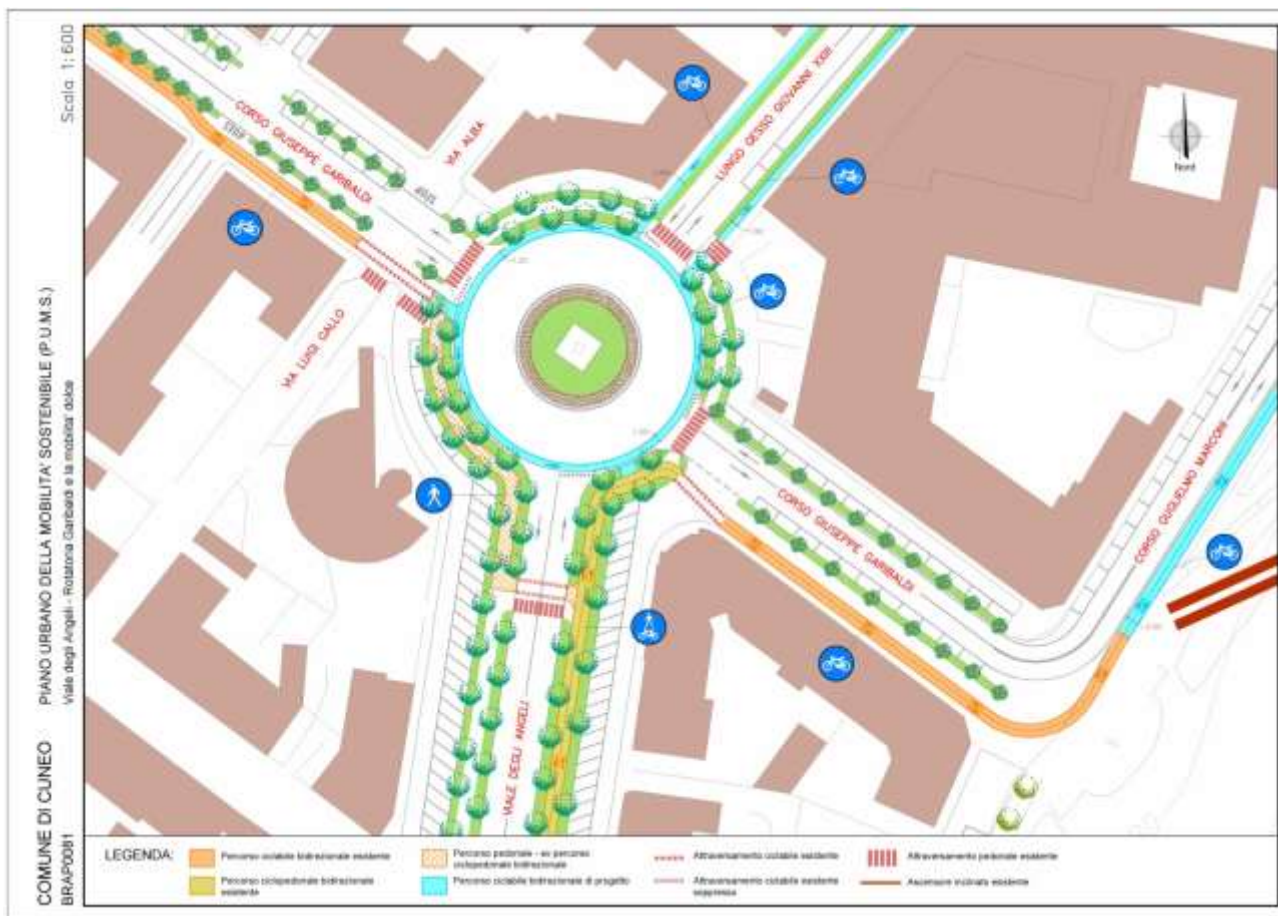 Scala 1:600
PIANO URBANO DELLA MOBILITA' SOSTENIBILE (P.U.M.S.)
Viale degli Angeli - Rotatoria Garibaldi e la mobilita' dolce
COMUNE DI CUNEO
BRAP0081
CORSO GIUSEPPE GARIBALDI
VIA ALBA
LUNGO GESSO GIOVANNI XXIII
Nord
VIA LUIGI GALLO
CORSO GIUSEPPE GARIBALDI
CORSO GUGLIELMO MARCONI
VIALE DEGLI ANGELI
LEGENDA:
Percorso ciclabile bidirezionale esistente
Percorso ciclopedonale bidirezionale
esistente
Percorso pedonale - ex percorso
ciclopedonale bidirezionale
Percorso ciclabile bidirezionale di progetto
Attraversamento ciclabile esistente
Attraversamento ciclabile esistente
soppresso
Attraversamento pedonale esistente
Ascensore inclinato esistente